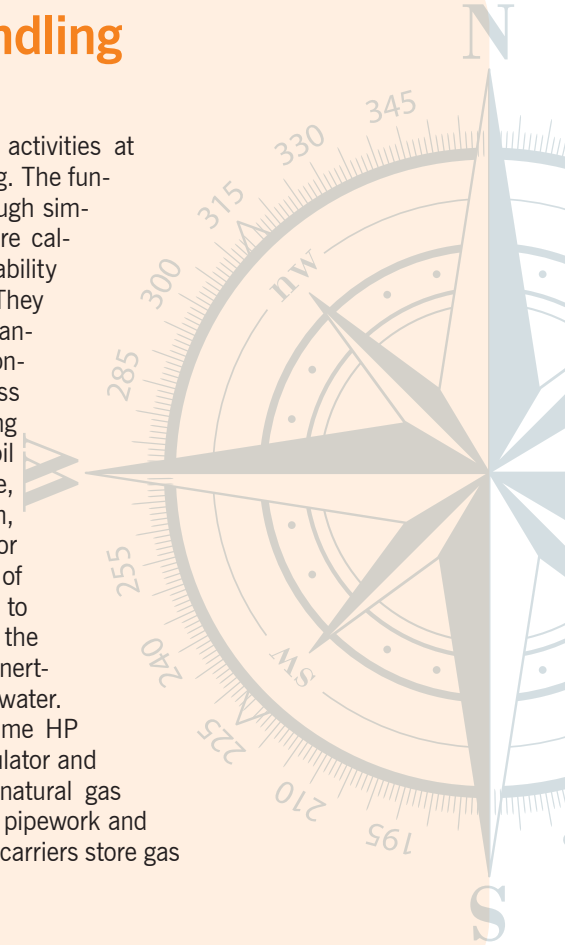 ndling
activities at
g. The fun-
ugh sim-
re cal-
ability
They
an-
on-
ss
ng
oil
e,
n,
or
of
to
the
nert-
water.
me HP
ulator and
natural gas
pipework and
carriers store gas
N
345
330
315
nw
300
285
W
255
240
sw
225
210
195
S